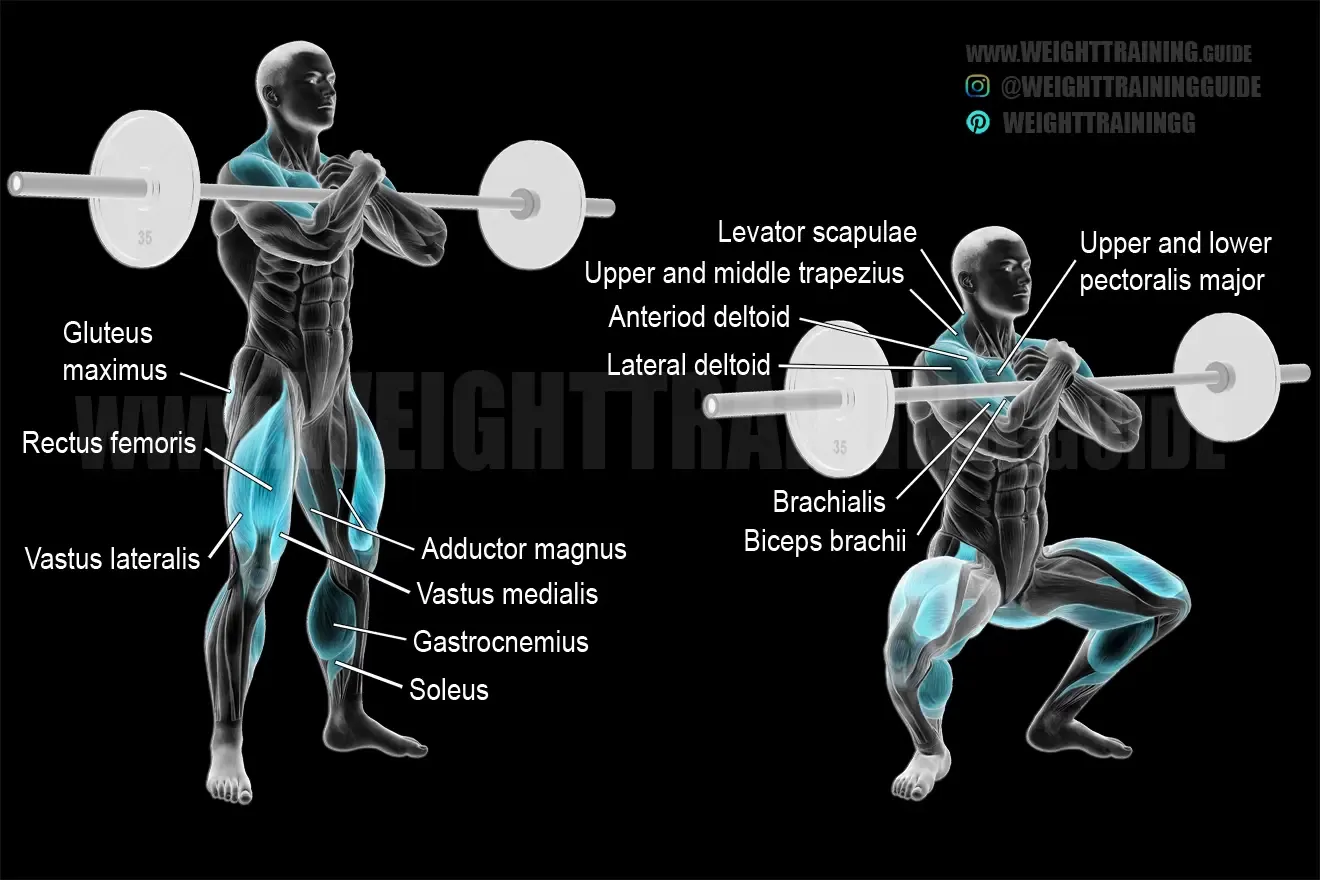 WWW.WEIGHTTRAINING.GUIDE
@WEIGHTTRAININGGUIDE
WEIGHTTRAININGG
35
Gluteus
maximus
Rectus femoris
Vastus lateralis
Adductor magnus
Vastus medialis
Gastrocnemius
Soleus
Levator scapulae
Upper and middle trapezius
Anteriod deltoid
Lateral deltoid
Upper and lower
pectoralis major
35
Brachialis
Biceps brachii
WWW.WEIGHTTRAINING.GUIDE